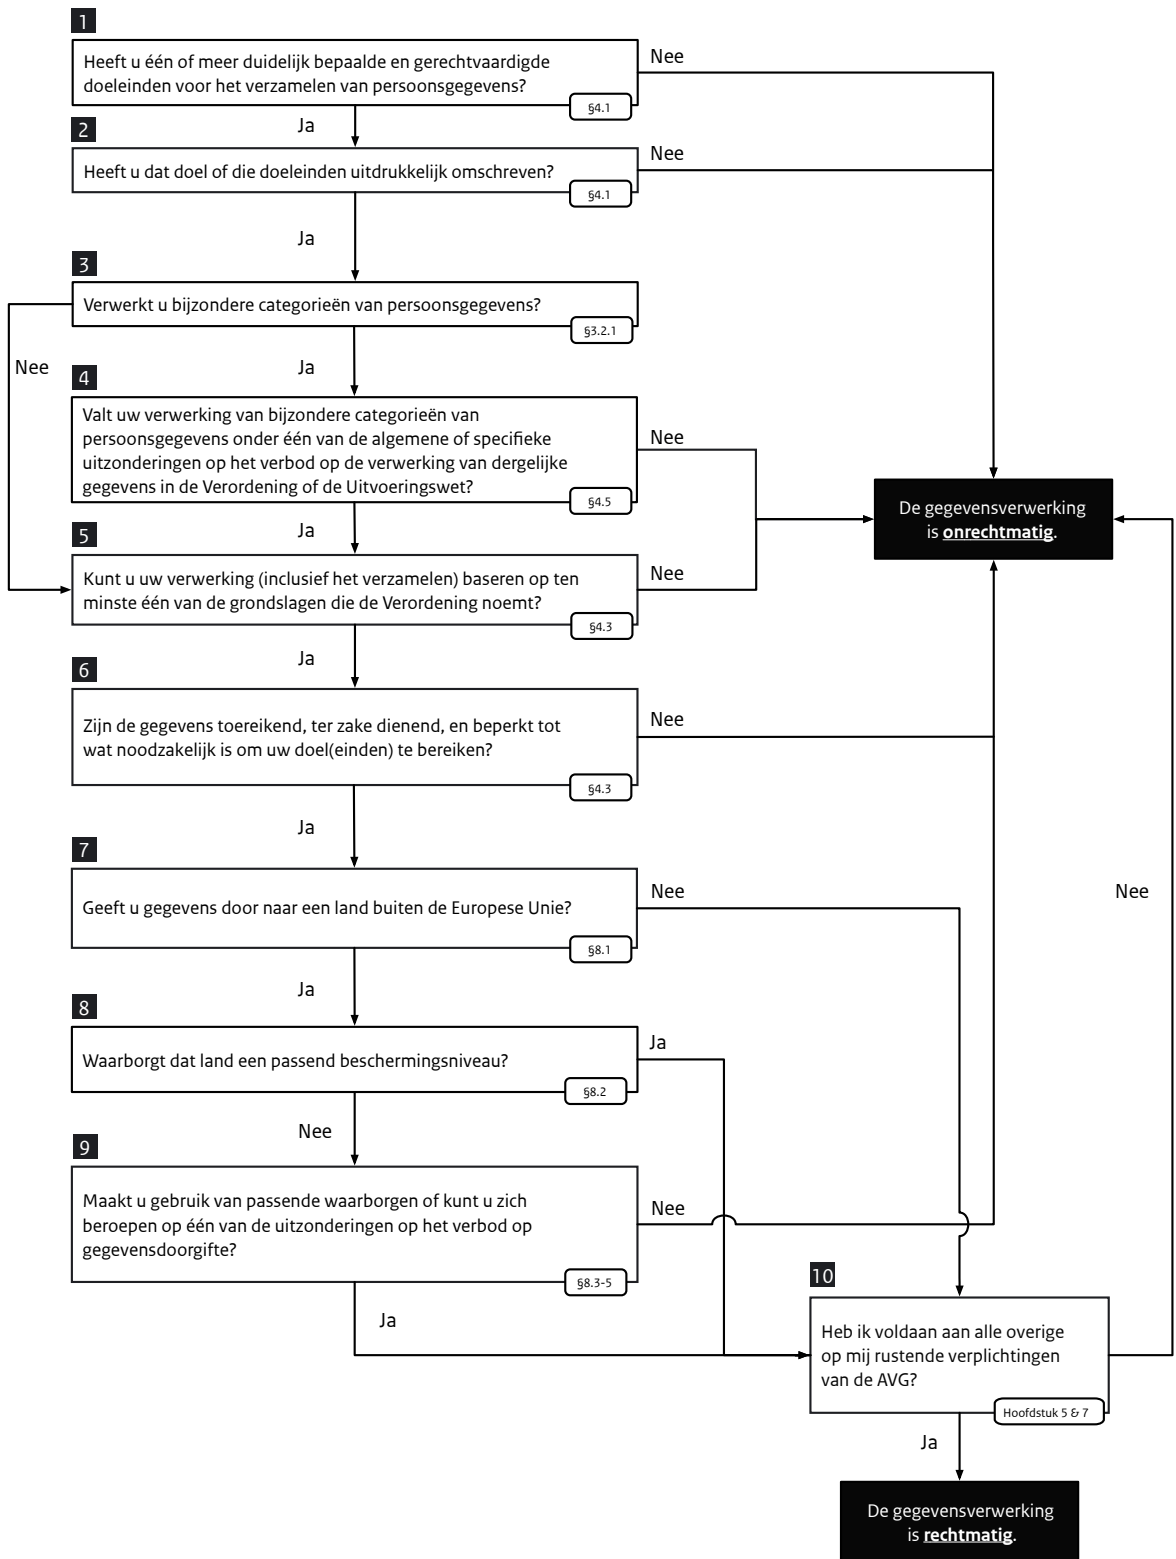 1
Heeft u één of meer duidelijk bepaalde en gerechtvaardigde
doeleinden voor het verzamelen van persoonsgegevens?
§4.1
Nee
Ja
2
Heeft u dat doel of die doeleinden uitdrukkelijk omschreven?
§4.1
Nee
Ja
3
Verwerkt u bijzondere categorieën van persoonsgegevens?
§3.2.1
Nee
Ja
4
Valt uw verwerking van bijzondere categorieën van
persoonsgegevens onder één van de algemene of specifieke
uitzonderingen op het verbod op de verwerking van dergelijke
gegevens in de Verordening of de Uitvoeringswet?
§4.5
Nee
De gegevensverwerking
is onrechtmatig.
Ja
5
Kunt u uw verwerking (inclusief het verzamelen) baseren op ten
minste één van de grondslagen die de Verordening noemt?
§4.3
Nee
Ja
6
Zijn de gegevens toereikend, ter zake dienend, en beperkt tot
wat noodzakelijk is om uw doel(einden) te bereiken?
§4.3
Nee
Ja
7
Geeft u gegevens door naar een land buiten de Europese Unie?
§8.1
Nee
Nee
Ja
8
Waarborgt dat land een passend beschermingsniveau?
§8.2
Ja
Nee
9
Maakt u gebruik van passende waarborgen of kunt u zich
beroepen op één van de uitzonderingen op het verbod op
gegevensdoorgifte?
§8.3-5
Nee
Ja
10
Heb ik voldaan aan alle overige
op mij rustende verplichtingen
van de AVG?
Hoofdstuk 5 & 7
Ja
De gegevensverwerking
is rechtmatig.